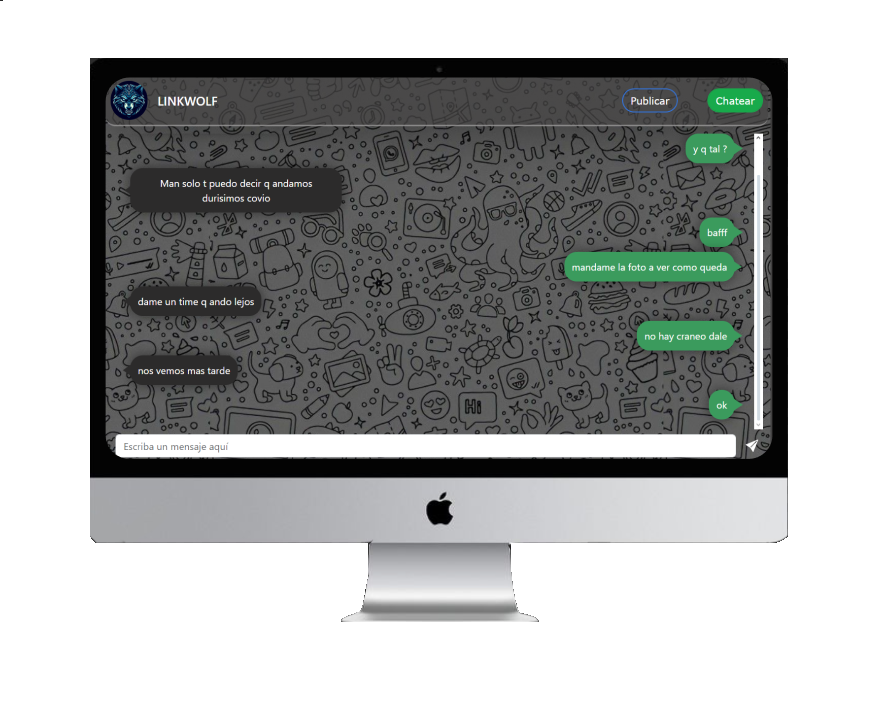 LINKWOLF
Publicar
Chatear
y q tal ?
Man solo t puedo decir q andamos
durisimos covio
bafff
mandame la foto a ver como queda
dame un time q ando lejos
no hay craneo dale
nos vemos mas tarde
ok
Hi
Escriba un mensaje aquí